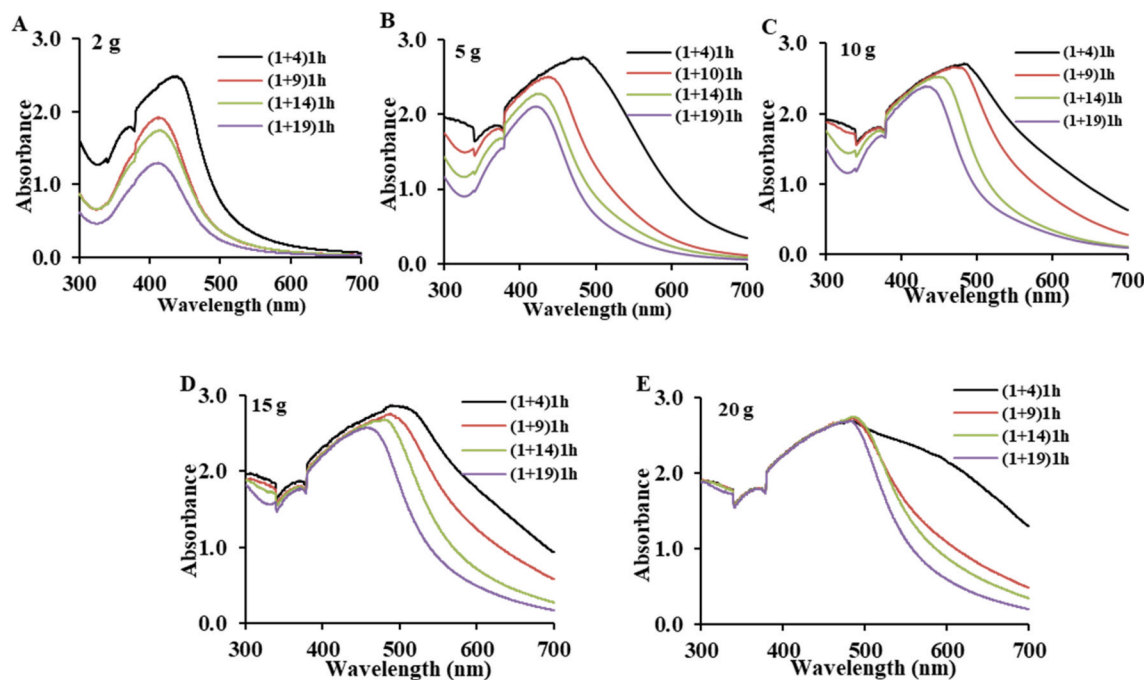 A
2 g
(1+4)1h
(1+9)1h
(1+14)1h
(1+19)1h
Absorbance
3.0
2.0
1.0
0.0
300 400 500 600 700
Wavelength (nm)
B
5 g
(1+4)1h
(1+10)1h
(1+14)1h
(1+19)1h
Absorbance
3.0
2.0
1.0
0.0
300 400 500 600 700
Wavelength (nm)
C
10 g
(1+4)1h
(1+9)1h
(1+14)1h
(1+19)1h
Absorbance
3.0
2.0
1.0
0.0
300 400 500 600 700
Wavelength (nm)
D
15 g
(1+4)1h
(1+9)1h
(1+14)1h
(1+19)1h
Absorbance
3.0
2.0
1.0
0.0
300 400 500 600 700
Wavelength (nm)
E
20 g
(1+4)1h
(1+9)1h
(1+14)1h
(1+19)1h
Absorbance
3.0
2.0
1.0
0.0
300 400 500 600 700
Wavelength (nm)